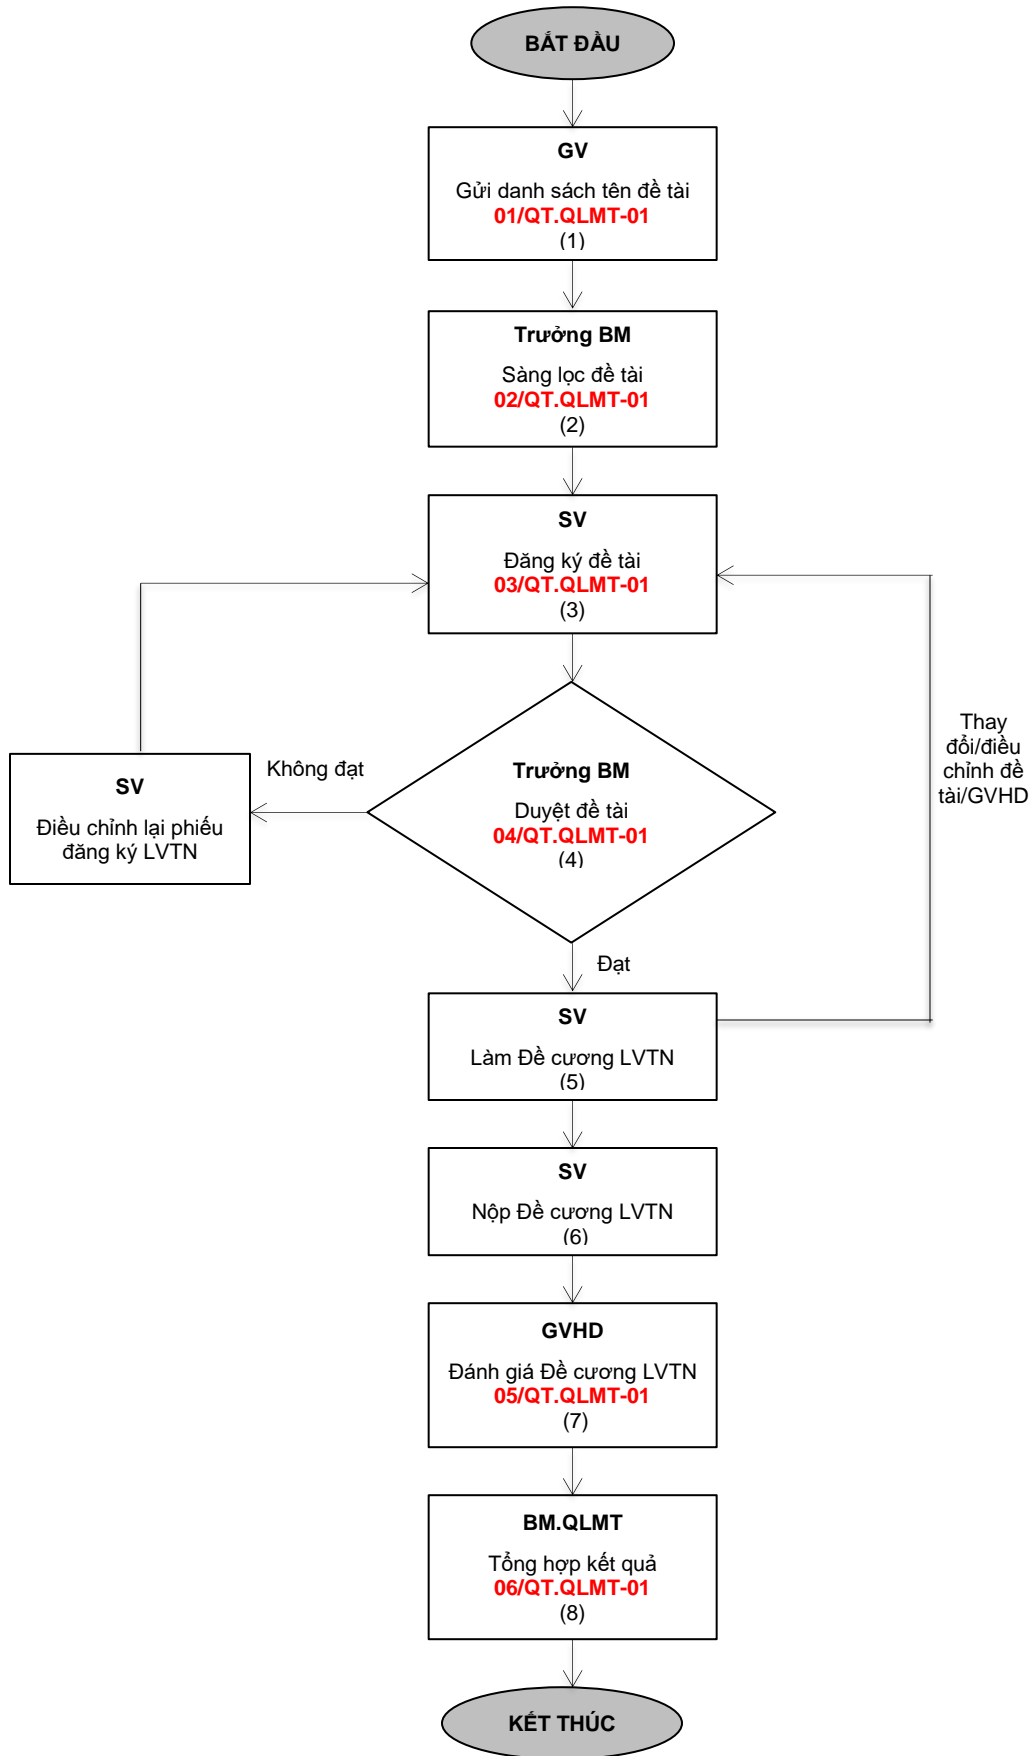 BẮT ĐẦU
GV
Gửi danh sách tên đề tài
01/QT.QLMT-01
(1)
Trưởng BM
Sàng lọc đề tài
02/QT.QLMT-01
(2)
SV
Đăng ký đề tài
03/QT.QLMT-01
(3)
Thay
đổi/điều
chỉnh đề
tài/GVHD
Không đạt
SV
Điều chỉnh lại phiếu
đăng ký LVTN
Trưởng BM
Duyệt đề tài
04/QT.QLMT-01
(4)
Đạt
SV
Làm Đề cương LVTN
(5)
SV
Nộp Đề cương LVTN
(6)
GVHD
Đánh giá Đề cương LVTN
05/QT.QLMT-01
(7)
BM.QLMT
Tổng hợp kết quả
06/QT.QLMT-01
(8)
KẾT THÚC